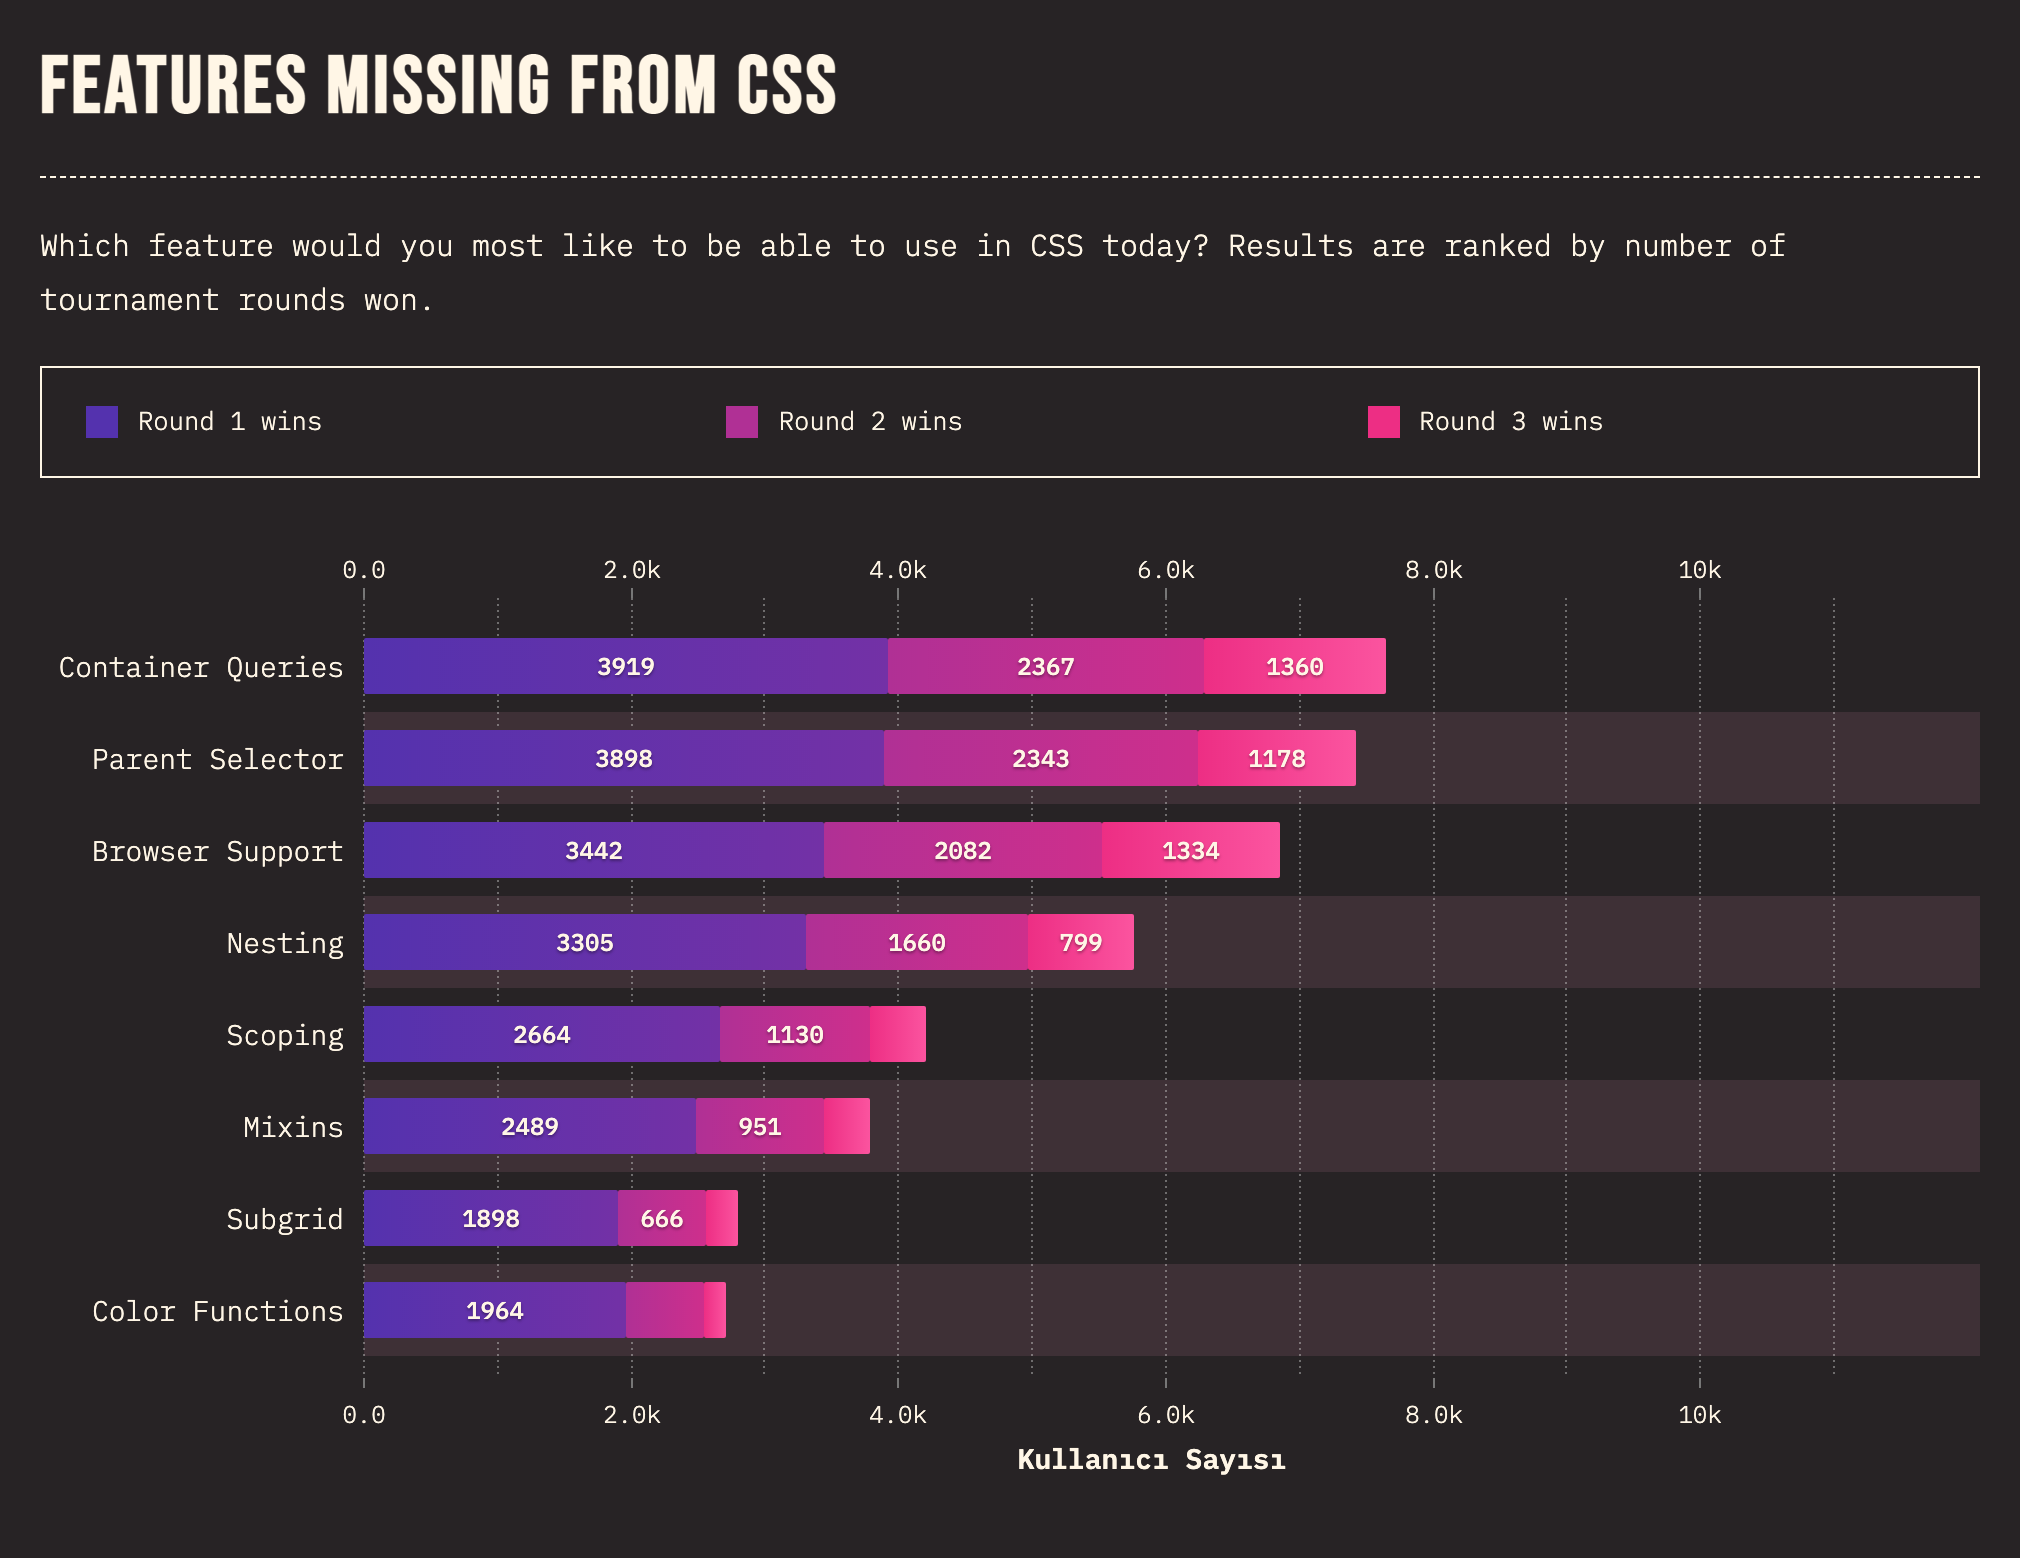 FEATURES MISSING FROM CSS
Which feature would you most like to be able to use in CSS today? Results are ranked by number of
tournament rounds won.
Round 1 wins Round 2 wins Round 3 wins
0.0 2.0k 4.0k 6.0k 8.0k 10k
Container Queries 3919 2367 1360
Parent Selector 3898 2343 1178
Browser Support 3442 2082 1334
Nesting 3305 1660 799
Scoping 2664 1130
Mixins 2489 951
Subgrid 1898 666
Color Functions 1964
0.0 2.0k 4.0k 6.0k 8.0k 10k
Kullanıcı Sayısı